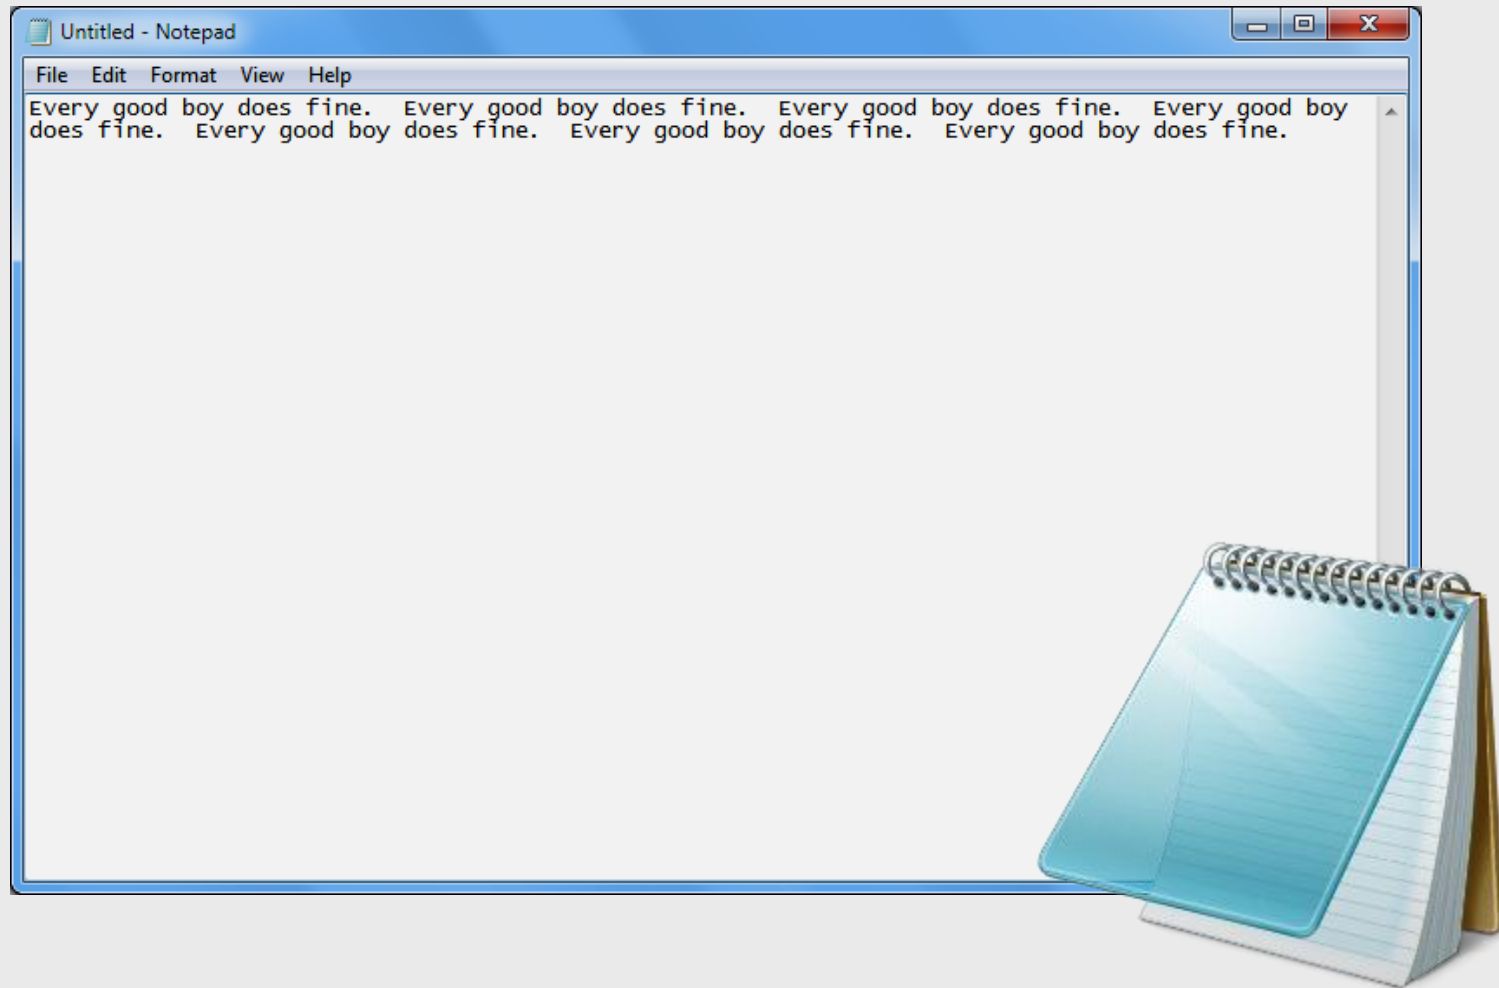 Untitled - Notepad
File Edit Format View Help
Every good boy does fine.  Every good boy does fine.  Every good boy does fine.  Every good boy
does fine.  Every good boy does fine.  Every good boy does fine.  Every good boy does fine.